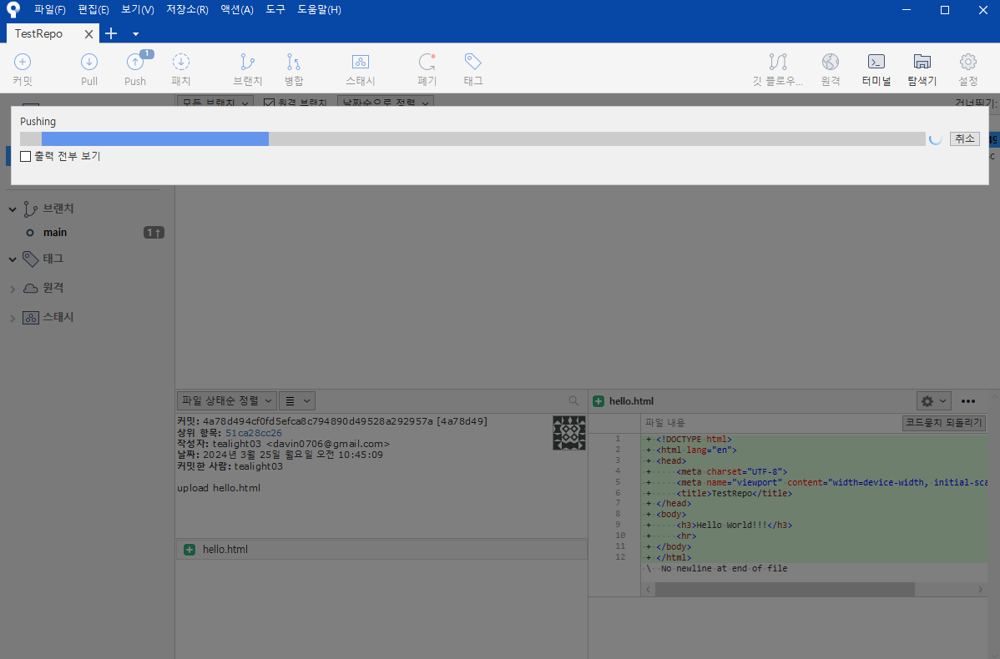 파일(F) 편집(E) 보기(V) 저장소(R) 액션(A) 도구 도움말(H)
TestRepo
1
커밋 Pull Push 패치 브랜치 병합 스태시 폐기 태그 깃 플로우... 원격 터미널 탐색기 설정
모든 브랜치 원격 브랜치 날짜순으로 정렬 건너뛰기:
Pushing
취소
출력 전부 보기
브랜치
main 1↑
태그
원격
스태시
파일 상태순 정렬
커밋: 4a78d494cf0fd5efca8c794890d49528a292957a [4a78d49]
상위 항목: 51ca28cc26
작성자: tealight03 <davin0706@gmail.com>
날짜: 2024년 3월 25일 월요일 오전 10:45:09
커밋한 사람: tealight03
upload hello.html
hello.html
hello.html
파일 내용 코드뭉치 되돌리기
1 + <!DOCTYPE html>
2 + <html lang="en">
3 + <head>
4 + <meta charset="UTF-8">
5 + <meta name="viewport" content="width=device-width, initial-sca
6 + <title>TestRepo</title>
7 + </head>
8 + <body>
9 + <h3>Hello World!!!</h3>
10 + <hr>
11 + </body>
12 + </html>
\ No newline at end of file